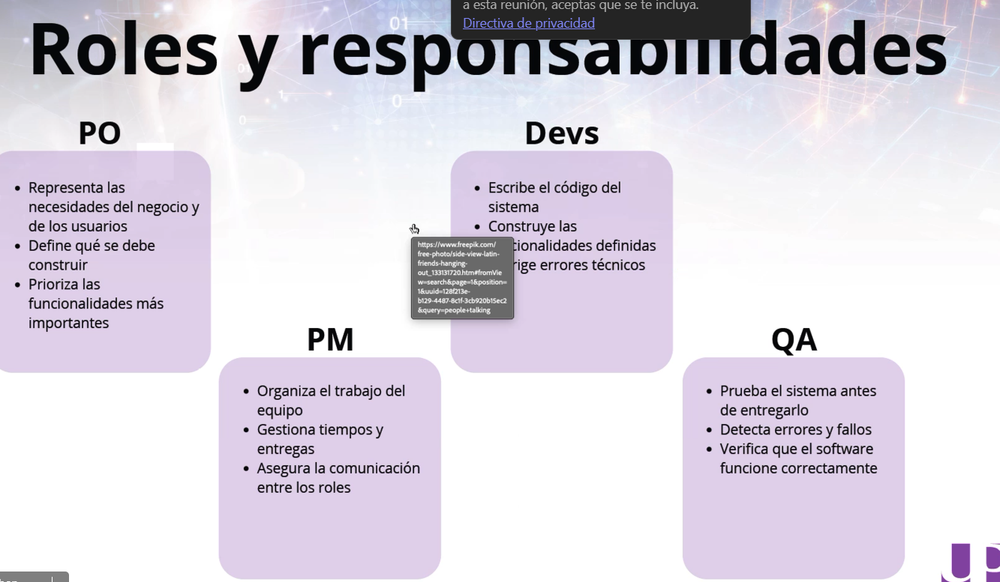 a esta reunión, aceptas que se te incluya.
Directiva de privacidad
Roles y responsabilidades
PO
Representa las
necesidades del negocio y
de los usuarios
Define qué se debe
construir
Prioriza las
funcionalidades más
importantes
PM
Organiza el trabajo del
equipo
Gestiona tiempos y
entregas
Asegura la comunicación
entre los roles
Devs
Escribe el código del
sistema
Construye las
cionalidades definidas
rige errores técnicos
https://www.freepik.com/
free-photo/side-view-latin-
friends-hanging-
out_133131720.htm#fromVie
w=search&page=1&position=
1&uuid=128f213e-
b129-4487-8c1f-3cb920b15ec2
&query=people+talking
QA
Prueba el sistema antes
de entregarlo
Detecta errores y fallos
Verifica que el software
funcione correctamente